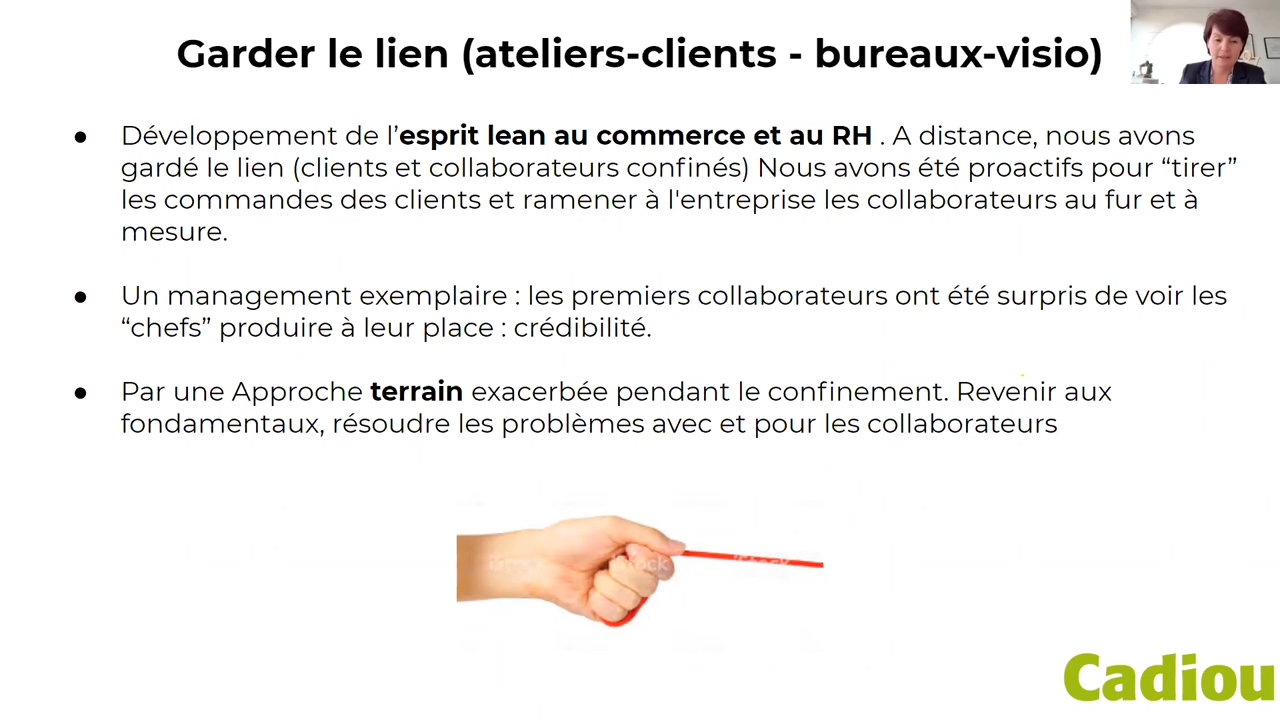 Garder le lien (ateliers-clients - bureaux-visio)
● Développement de l’esprit lean au commerce et au RH . A distance, nous avons
gardé le lien (clients et collaborateurs confinés) Nous avons été proactifs pour “tirer”
les commandes des clients et ramener à l'entreprise les collaborateurs au fur et à
mesure.
● Un management exemplaire : les premiers collaborateurs ont été surpris de voir les
“chefs” produire à leur place : crédibilité.
● Par une Approche terrain exacerbée pendant le confinement. Revenir aux
fondamentaux, résoudre les problèmes avec et pour les collaborateurs
iStock iStock iStock
Cadiou